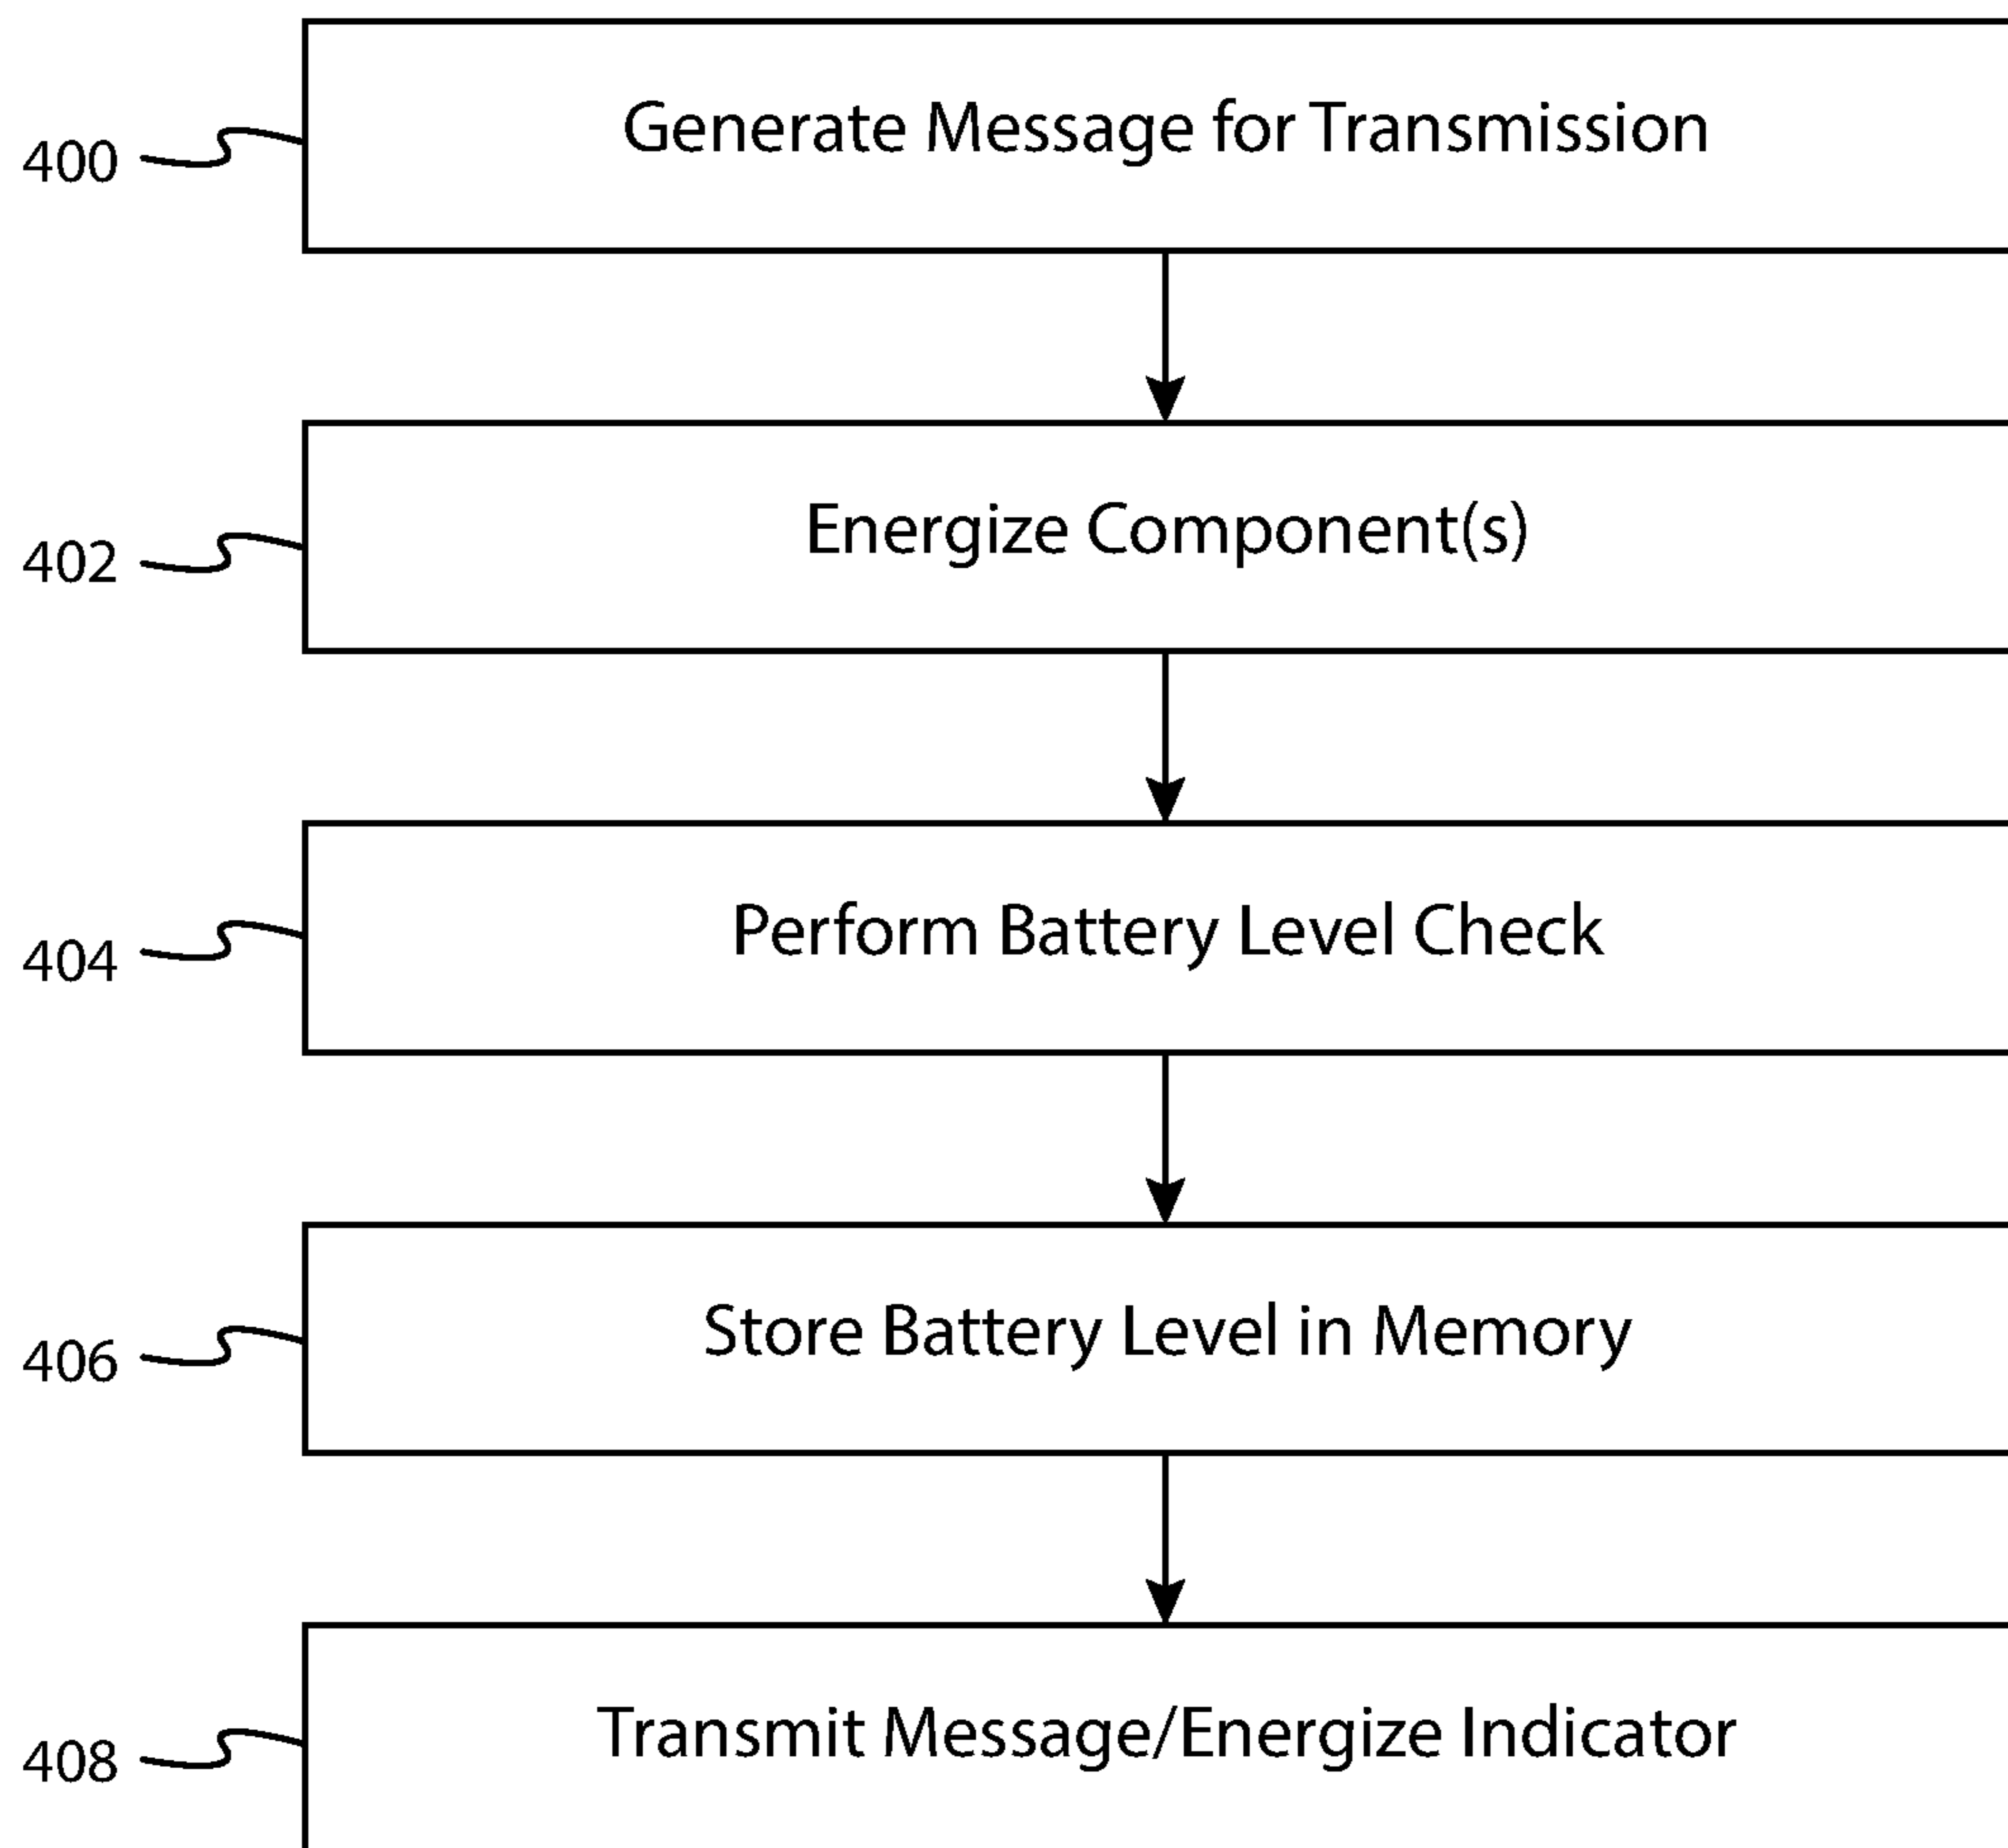 Generate Message for Transmission
400
Energize Component(s)
402
Perform Battery Level Check
404
Store Battery Level in Memory
406
Transmit Message/Energize Indicator
408